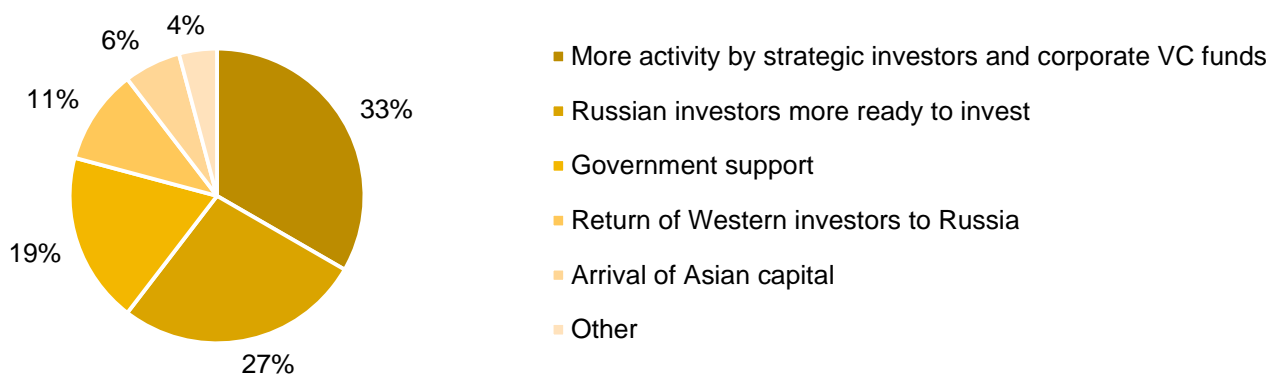 4%
6%
More activity by strategic investors and corporate VC funds
11%
33%
Russian investors more ready to invest
Government support
Return of Western investors to Russia
19%
Arrival of Asian capital
Other
27%